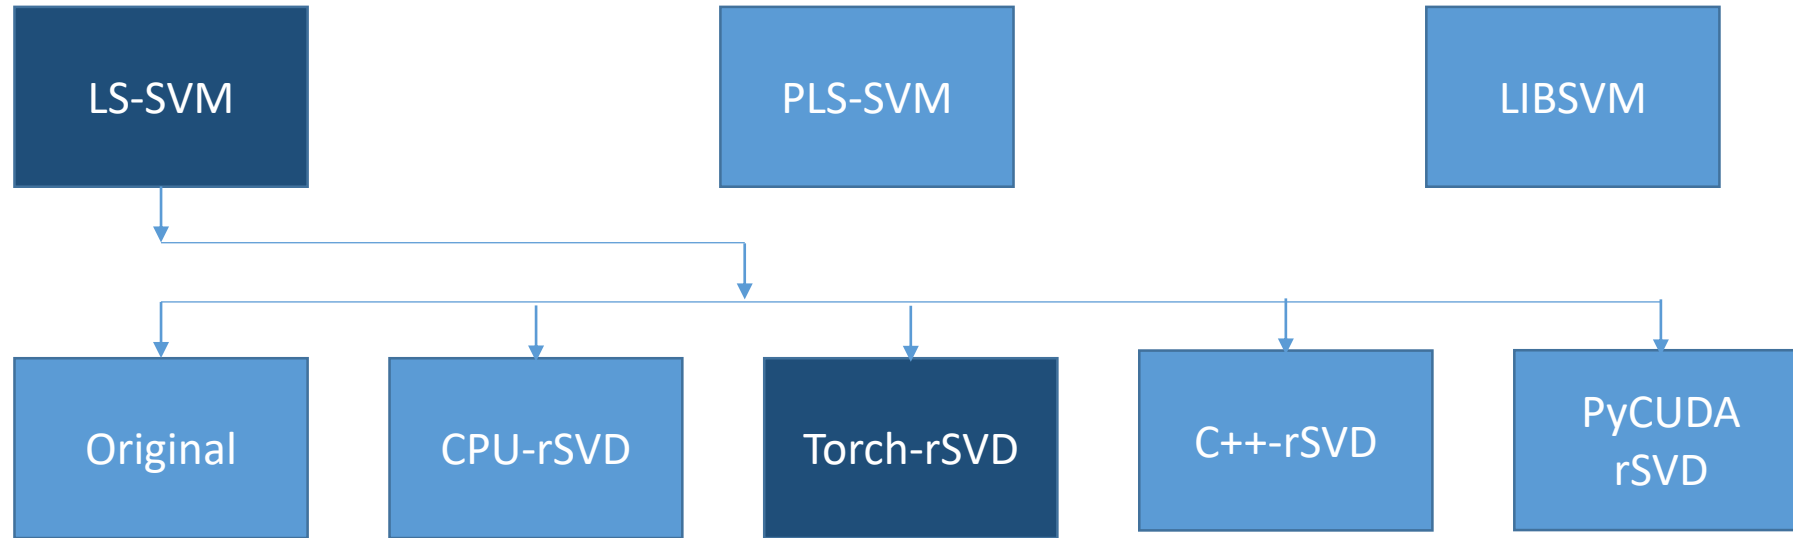 LS-SVM
PLS-SVM
LIBSVM
Original
CPU-rSVD
Torch-rSVD
C++-rSVD
PyCUDA
rSVD